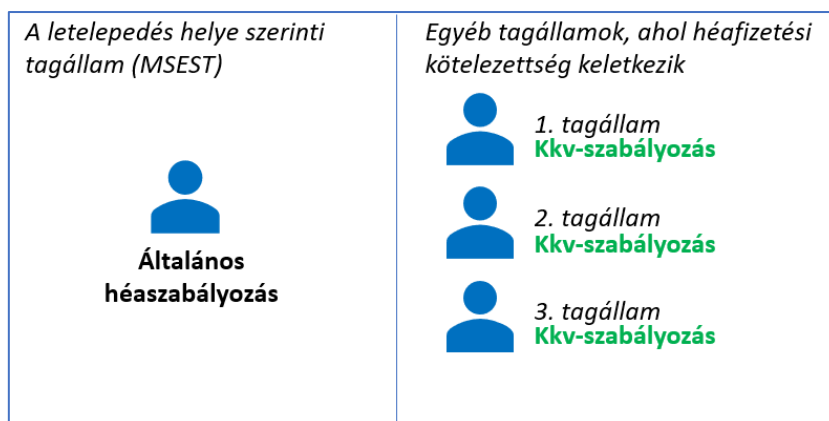 A letelepedés helye szerinti
tagállam (MSEST)
Általános
héaszabályozás
Egyéb tagállamok, ahol héafizetési
kötelezettség keletkezik
1. tagállam
Kkv-szabályozás
2. tagállam
Kkv-szabályozás
3. tagállam
Kkv-szabályozás